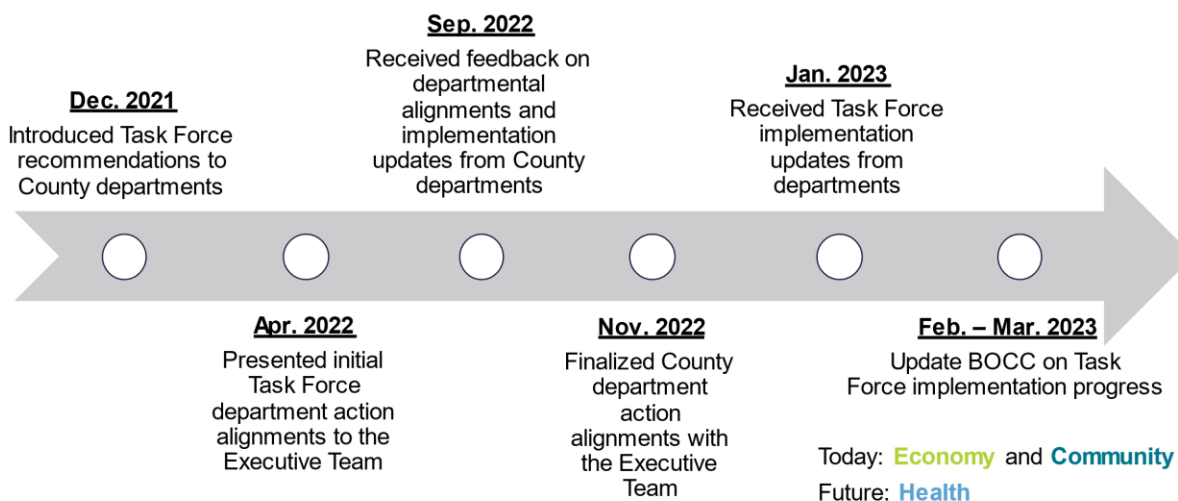 Dec. 2021
Introduced Task Force
recommendations to
County departments
Apr. 2022
Presented initial
Task Force
department action
alignments to the
Executive Team
Sep. 2022
Received feedback on
departmental
alignments and
implementation
updates from County
departments
Nov. 2022
Finalized County
department
action
alignments with
the Executive
Team
Jan. 2023
Received Task Force
implementation
updates from
departments
Feb. – Mar. 2023
Update BOCC on Task
Force implementation progress
Today: Economy and Community
Future: Health